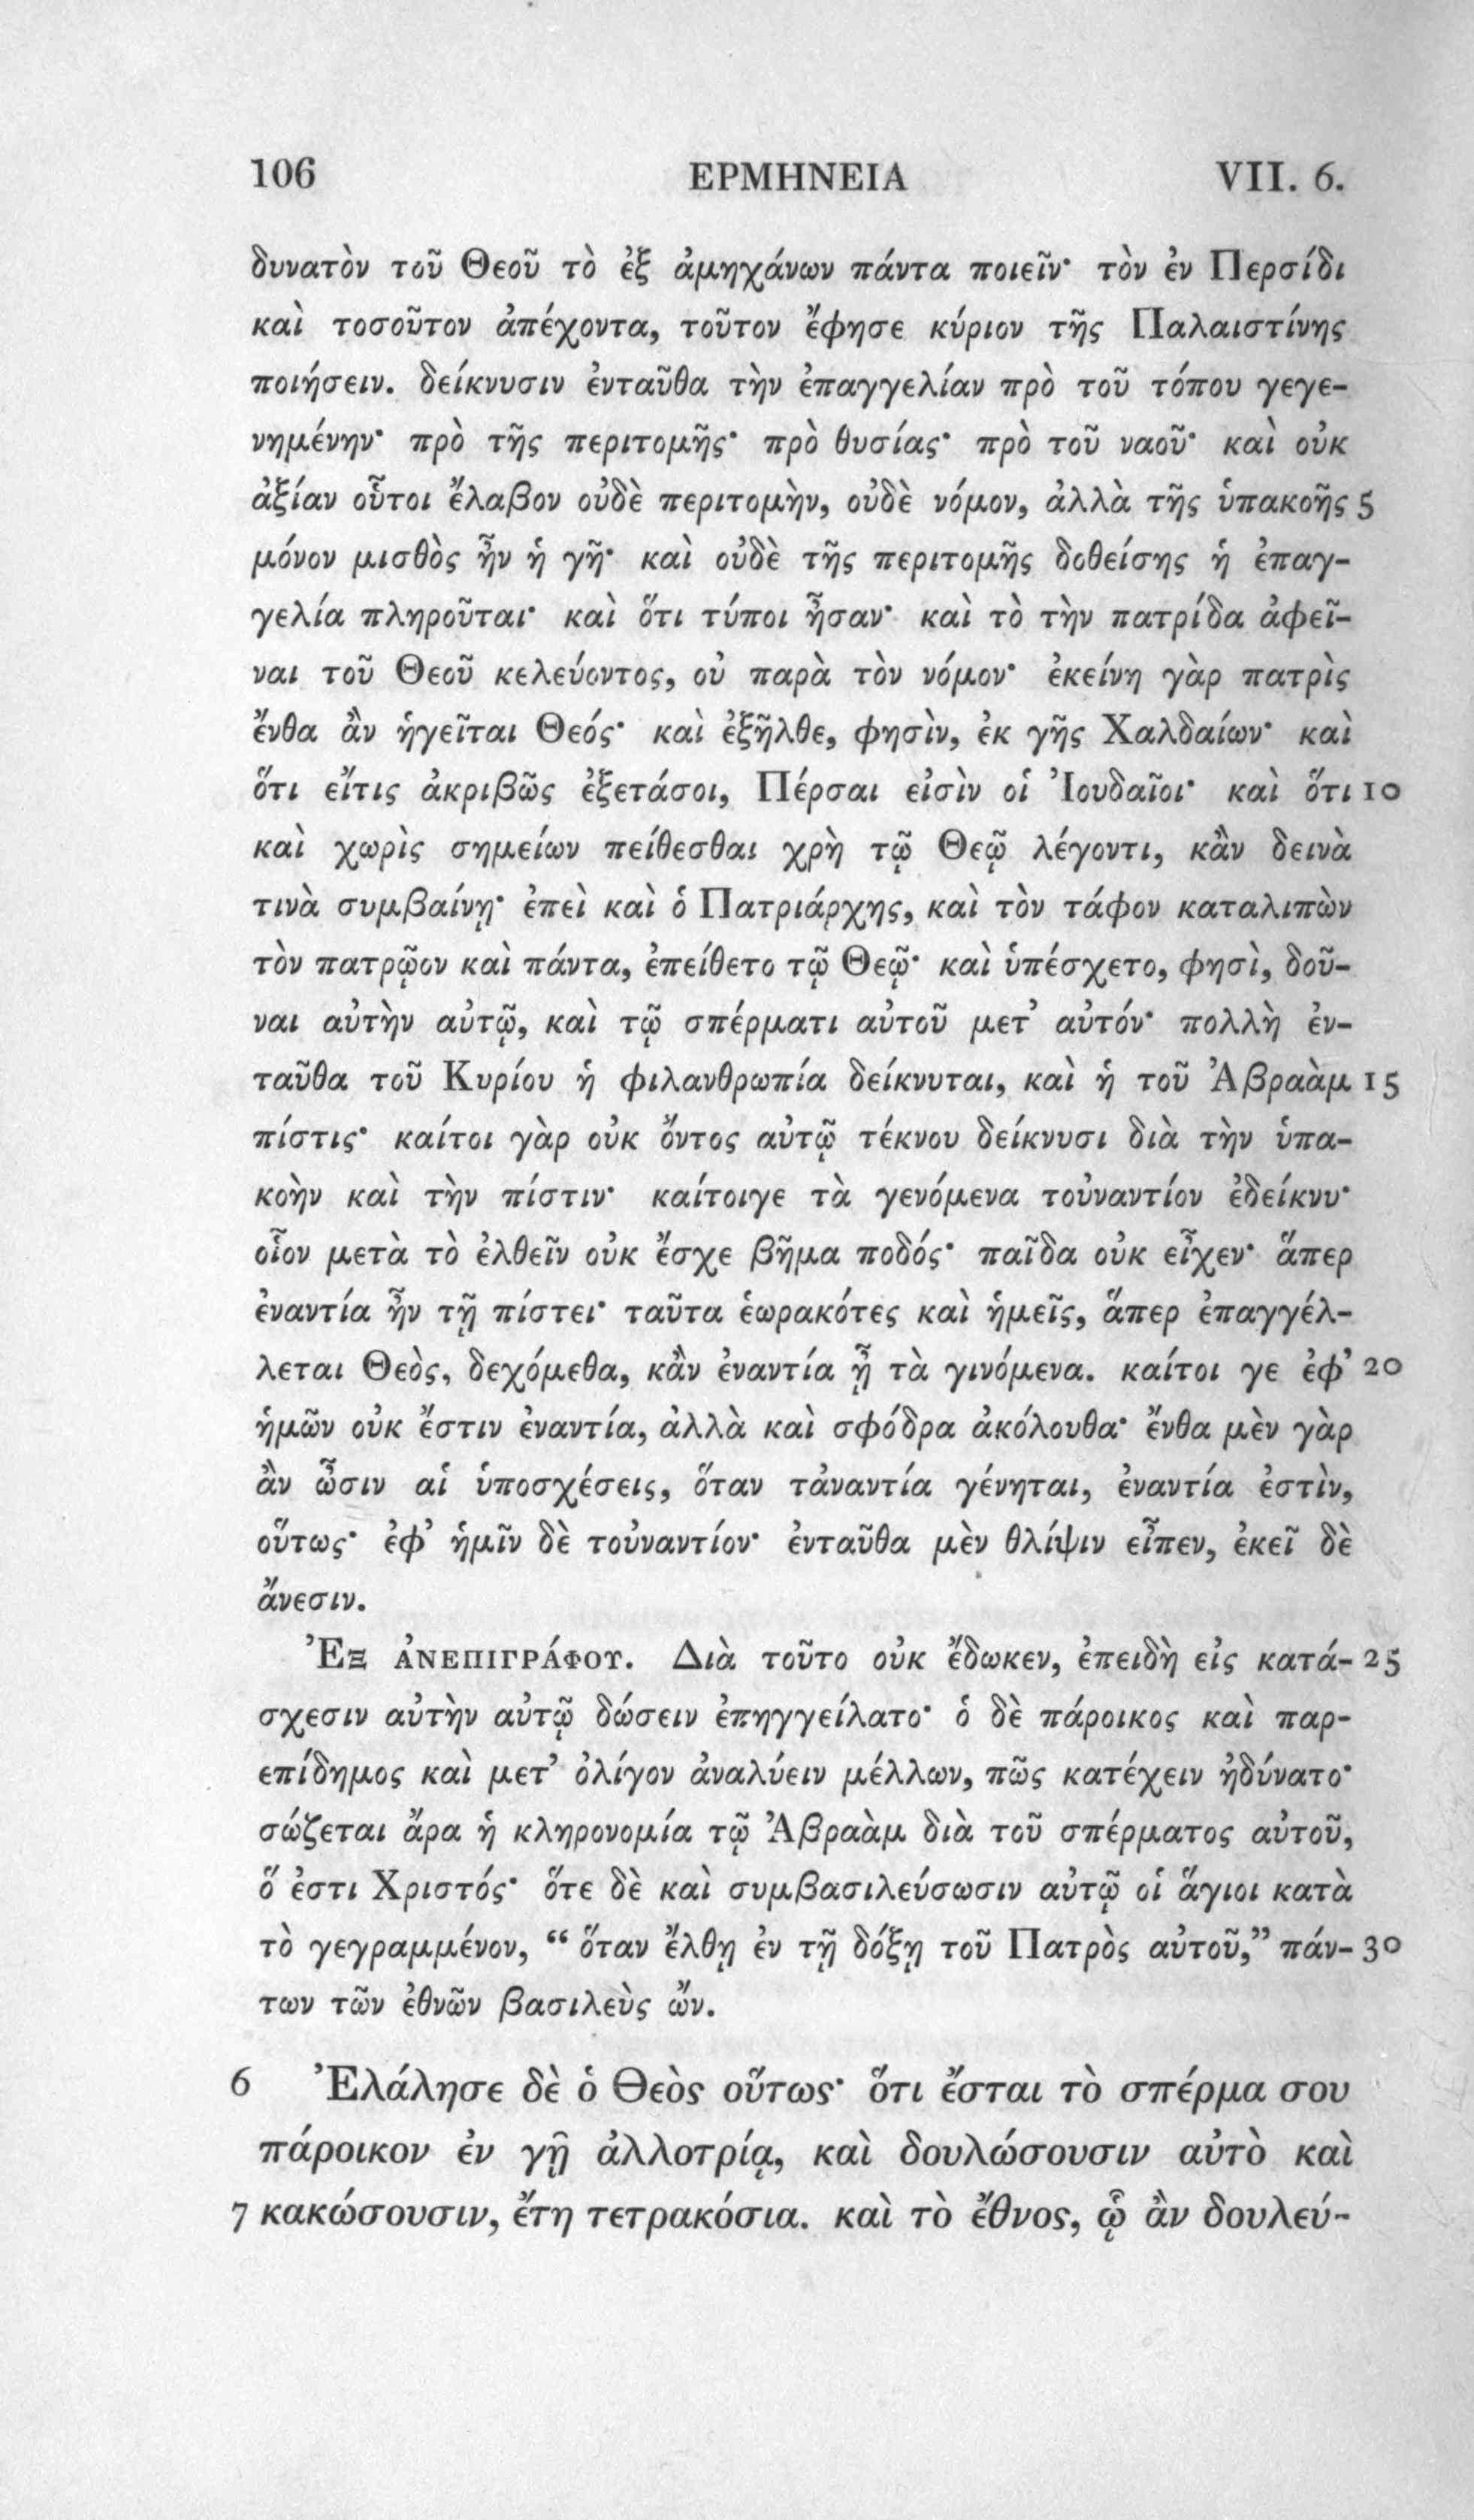 106 ΕΡΜΗΝΕΙΑ VII. 6.
δυνατὸν τοῦ Θεοῦ τὸ ἐξ ἀμηχάνων πάντα ποιεῖν· τὸν ἐν Περσίδι
καὶ τοσοῦτον ἀπέχοντα, τοῦτον ἔφησε κύριον τῆς Παλαιστίνης
ποιήσειν. δείκνυσιν ἐνταῦθα τὴν ἐπαγγελίαν πρὸ τοῦ τόπου γεγε-
νημένην· πρὸ τῆς περιτομῆς· πρὸ θυσίας· πρὸ τοῦ ναοῦ· καὶ οὐκ
ἀξίαν οὗτοι ἔλαβον οὐδὲ περιτομὴν, οὐδὲ νόμον, ἀλλὰ τῆς ὑπακοῆς 5
μόνον μισθὸς ἦν ἡ γῆ· καὶ οὐδὲ τῆς περιτομῆς δοθείσης ἡ ἐπαγ-
γελία πληροῦται· καὶ ὅτι τύποι ἦσαν· καὶ τὸ τὴν πατρίδα ἀφεῖ-
ναι τοῦ Θεοῦ κελεύοντος, οὐ παρὰ τὸν νόμον· ἐκείνη γὰρ πατρὶς
ἔνθα ἂν ἡγεῖται Θεός· καὶ ἐξῆλθε, φησὶν, ἐκ γῆς Χαλδαίων· καὶ
ὅτι εἴτις ἀκριβῶς ἐξετάσοι, Πέρσαι εἰσὶν οἱ Ἰουδαῖοι· καὶ ὅτι 10
καὶ χωρὶς σημείων πείθεσθαι χρὴ τῷ Θεῷ λέγοντι, κἂν δεινὰ
τινὰ συμβαίνῃ· ἐπεὶ καὶ ὁ Πατριάρχης, καὶ τὸν τάφον καταλιπὼν
τὸν πατρῷον καὶ πάντα, ἐπείθετο τῷ Θεῷ· καὶ ὑπέσχετο, φησὶ, δοῦ-
ναι αὐτὴν αὐτῷ, καὶ τῷ σπέρματι αὐτοῦ μετ’ αὐτόν· πολλὴ ἐν-
ταῦθα τοῦ Κυρίου ἡ φιλανθρωπία δείκνυται, καὶ ἡ τοῦ Ἀβραὰμ 15
πίστις· καίτοι γὰρ οὐκ ὄντος αὐτῷ τέκνου δείκνυσι διὰ τὴν ὑπα-
κοὴν καὶ τὴν πίστιν· καίτοιγε τὰ γενόμενα τοὐναντίον ἐδείκνυ·
οἷον μετὰ τὸ ἐλθεῖν οὐκ ἔσχε βῆμα ποδός· παῖδα οὐκ εἶχεν· ἅπερ
ἐναντία ἦν τῇ πίστει· ταῦτα ἑωρακότες καὶ ἡμεῖς, ἅπερ ἐπαγγέλ-
λεται Θεὸς, δεχόμεθα, κἂν ἐναντία ᾖ τὰ γινόμενα. καίτοι γε ἐφ’ 20
ἡμῶν οὐκ ἔστιν ἐναντία, ἀλλὰ καὶ σφόδρα ἀκόλουθα· ἔνθα μὲν γὰρ
ἂν ὦσιν αἱ ὑποσχέσεις, ὅταν τἀναντία γένηται, ἐναντία ἐστὶν,
οὕτως· ἐφ’ ἡμῖν δὲ τοὐναντίον· ἐνταῦθα μὲν θλίψιν εἶπεν, ἐκεῖ δὲ
ἄνεσιν.
Ἐξ ἀνεπιγράφου. Διὰ τοῦτο οὐκ ἔδωκεν, ἐπειδὴ εἰς κατά- 25
σχεσιν αὐτὴν αὐτῷ δώσειν ἐπηγγείλατο· ὁ δὲ πάροικος καὶ παρ-
επίδημος καὶ μετ’ ὀλίγον ἀναλύειν μέλλων, πῶς κατέχειν ἠδύνατο·
σώζεται ἄρα ἡ κληρονομία τῷ Ἀβραὰμ διὰ τοῦ σπέρματος αὐτοῦ,
ὅ ἐστι Χριστός· ὅτε δὲ καὶ συμβασιλεύσωσιν αὐτῷ οἱ ἅγιοι κατὰ
τὸ γεγραμμένον, “ ὅταν ἔλθῃ ἐν τῇ δόξῃ τοῦ Πατρὸς αὐτοῦ,” πάν- 30
των τῶν ἐθνῶν βασιλεὺς ὤν.
6 Ἐλάλησε δὲ ὁ Θεὸς οὕτως· ὅτι ἔσται τὸ σπέρμα σου
πάροικον ἐν γῇ ἀλλοτρίᾳ, καὶ δουλώσουσιν αὐτὸ καὶ
7 κακώσουσιν, ἔτη τετρακόσια. καὶ τὸ ἔθνος, ᾧ ἂν δουλεύ-